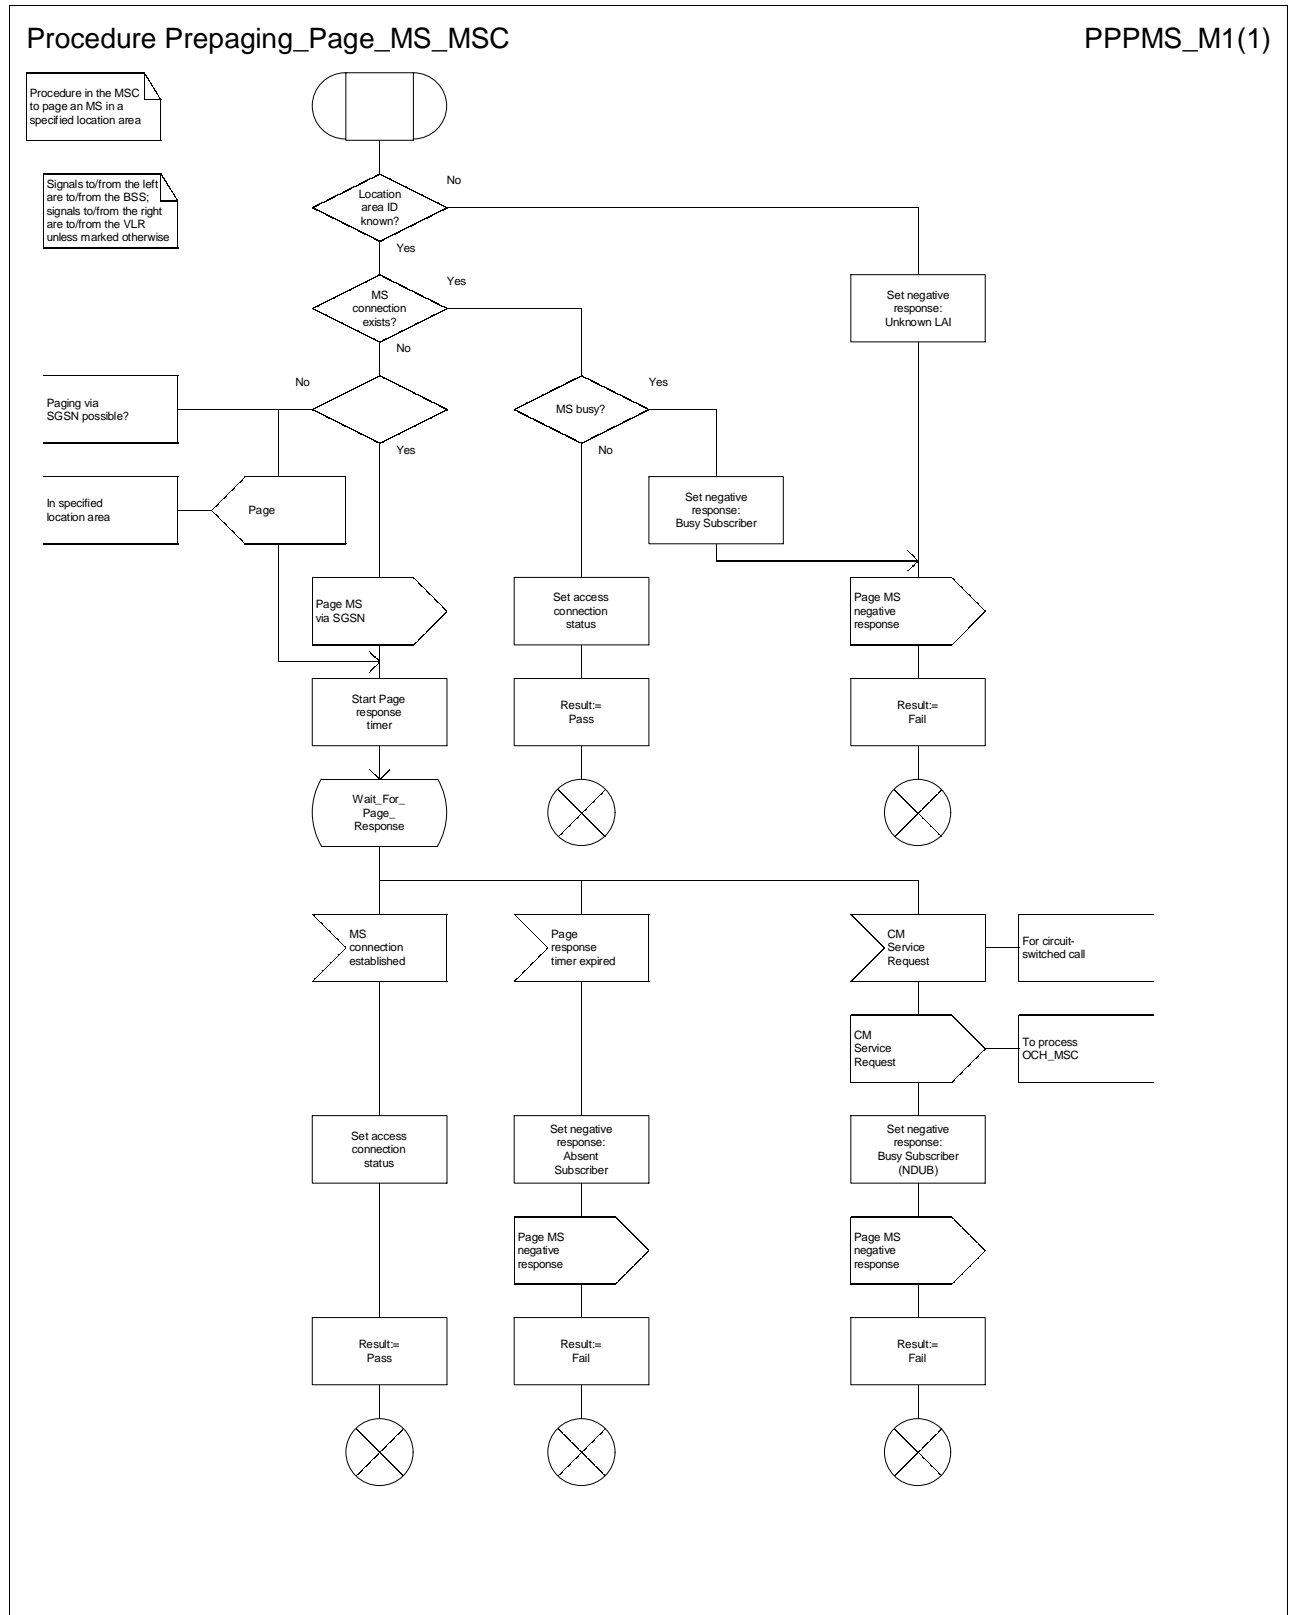 Procedure Prepaging_Page_MS_MSC
PPPMS_M1(1)
Procedure in the MSC
to page an MS in a
specified location area
Signals to/from the left
are to/from the BSS;
signals to/from the right
are to/from the VLR
unless marked otherwise
Location
area ID
known?
No
Yes
MS
connection
exists?
Yes
No
Set negative
response:
Unknown LAI
Paging via
SGSN possible?
No
Yes
MS busy?
Yes
No
In specified
location area
Page
Set negative
response:
Busy Subscriber
Page MS
via SGSN
Set access
connection
status
Page MS
negative
response
Start Page
response
timer
Result:=
Pass
Result:=
Fail
Wait_For_
Page_
Response
MS
connection
established
Page
response
timer expired
CM
Service
Request
For circuit-
switched call
CM
Service
Request
To process
OCH_MSC
Set access
connection
status
Set negative
response:
Absent
Subscriber
Set negative
response:
Busy Subscriber
(NDUB)
Page MS
negative
response
Page MS
negative
response
Result:=
Pass
Result:=
Fail
Result:=
Fail